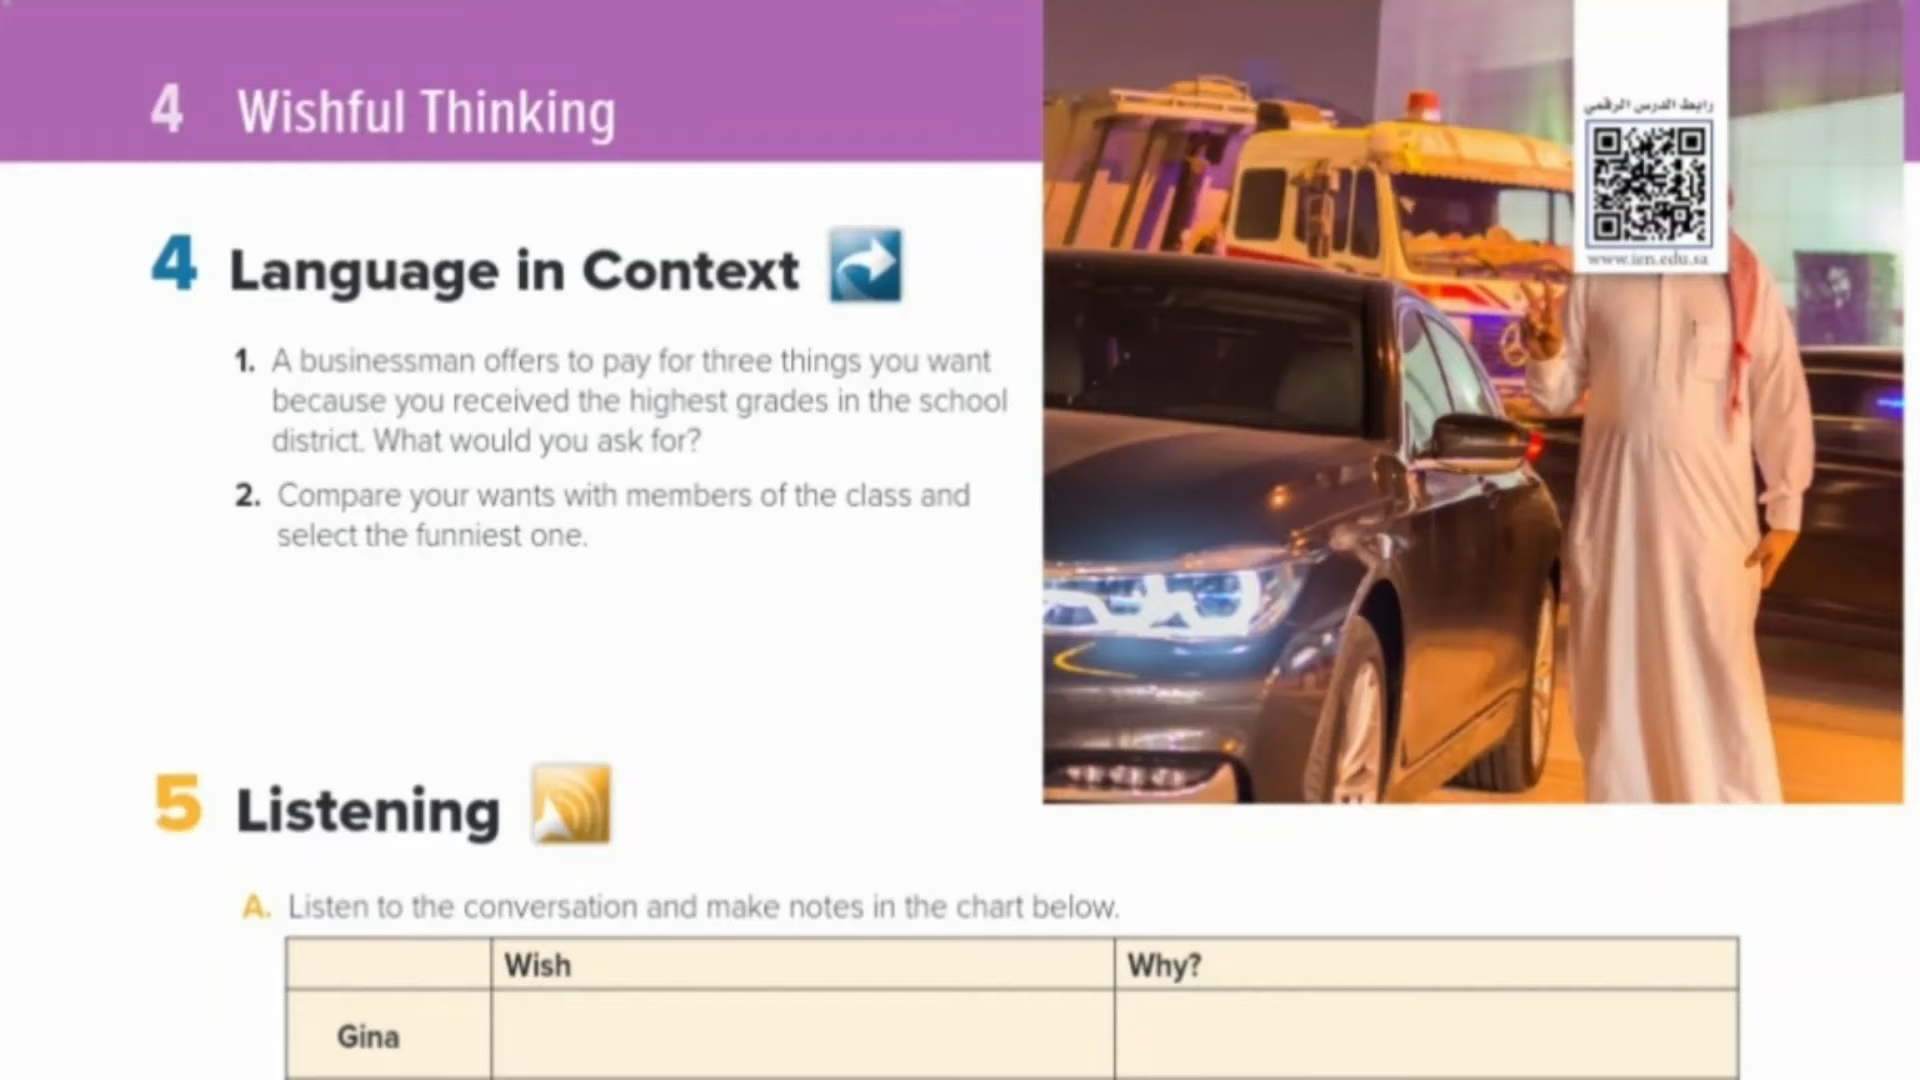 4 Wishful Thinking
رابط الدرس الرقمي
www.ien.edu.sa
4 Language in Context
1. A businessman offers to pay for three things you want
because you received the highest grades in the school
district. What would you ask for?
2. Compare your wants with members of the class and
select the funniest one.
5 Listening
A. Listen to the conversation and make notes in the chart below.
Wish Why?
Gina